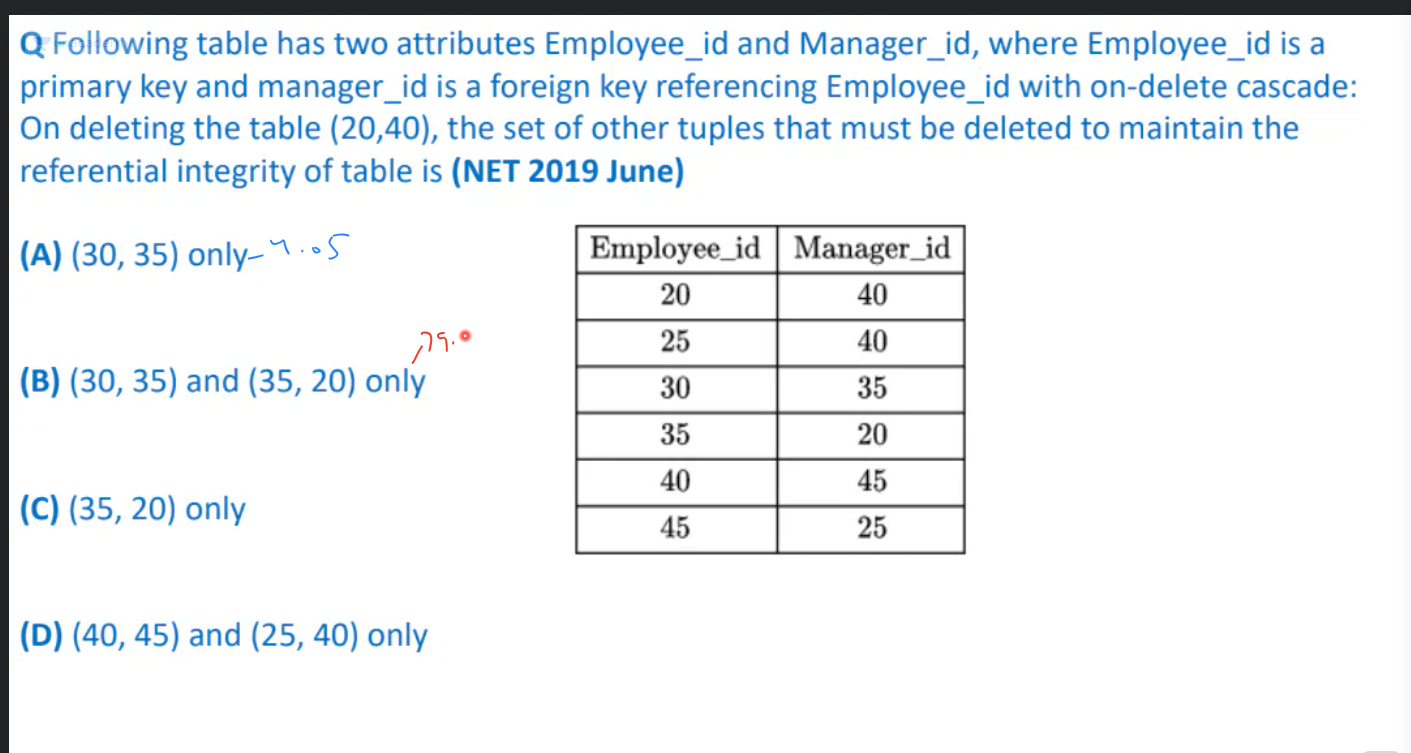 Q Following table has two attributes Employee_id and Manager_id, where Employee_id is a
primary key and manager_id is a foreign key referencing Employee_id with on-delete cascade:
On deleting the table (20,40), the set of other tuples that must be deleted to maintain the
referential integrity of table is (NET 2019 June)
(A) (30, 35) only
(B) (30, 35) and (35, 20) only
(C) (35, 20) only
(D) (40, 45) and (25, 40) only
Employee_id Manager_id
20 40
25 40
30 35
35 20
40 45
45 25